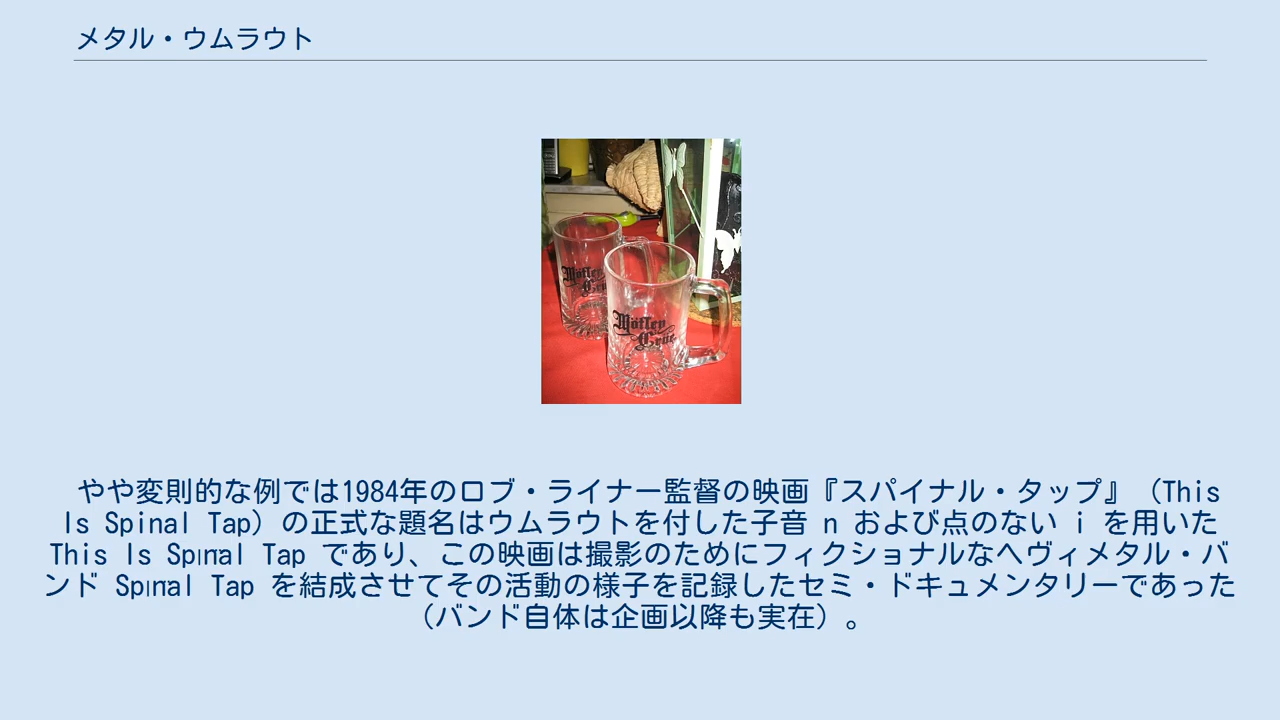 メタル・ウムラウト
Mötley
Crüe
Mötley
Crüe
やや変則的な例では1984年のロブ・ライナー監督の映画『スパイナル・タップ』（This
Is Spinal Tap）の正式な題名はウムラウトを付した子音 n および点のない i を用いた
This Is Spınal Tap であり、この映画は撮影のためにフィクショナルなヘヴィメタル・バ
ンド Spınal Tap を結成させてその活動の様子を記録したセミ・ドキュメンタリーであった
（バンド自体は企画以降も実在）。